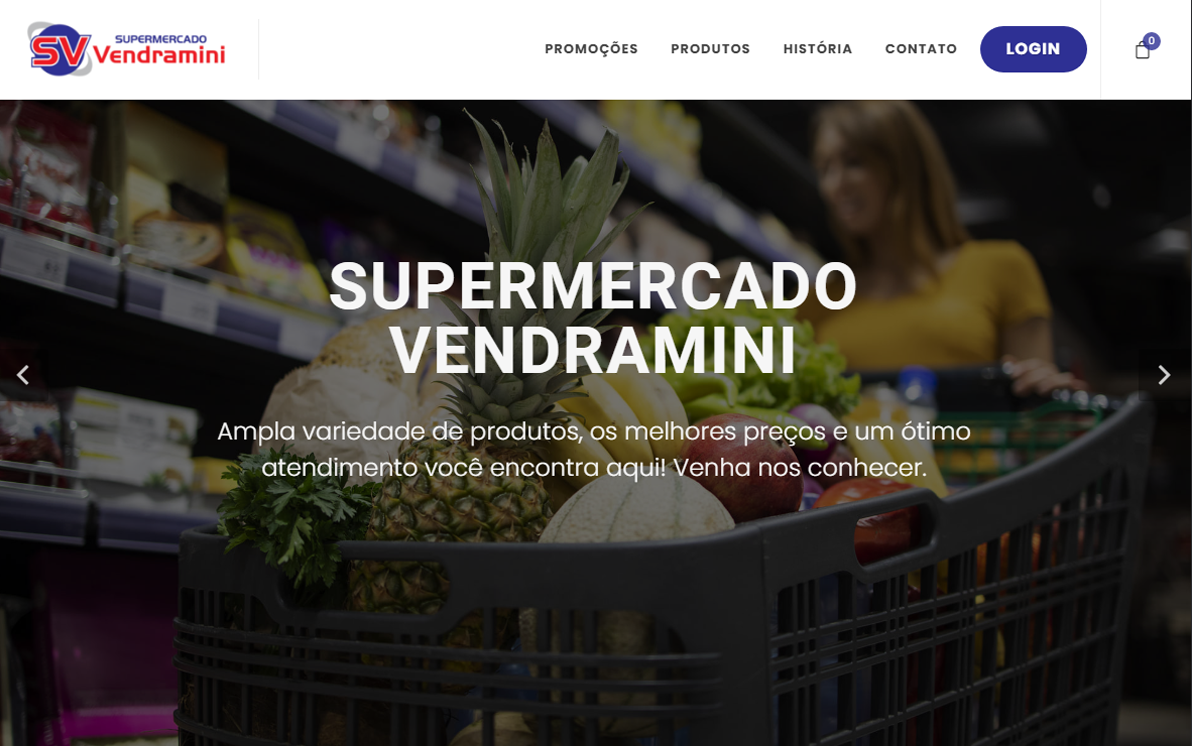 SV SUPERMERCADO
Vendramini
PROMOÇÕES PRODUTOS HISTÓRIA CONTATO LOGIN 0
SUPERMERCADO
VENDRAMINI
Ampla variedade de produtos, os melhores preços e um ótimo
atendimento você encontra aqui! Venha nos conhecer.